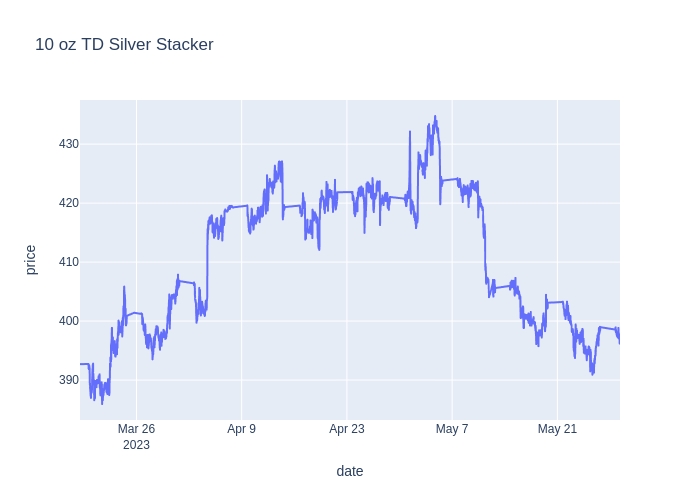 10 oz TD Silver Stacker
430
420
410
400
390
price
Mar 26
2023
Apr 9
Apr 23
May 7
May 21
date